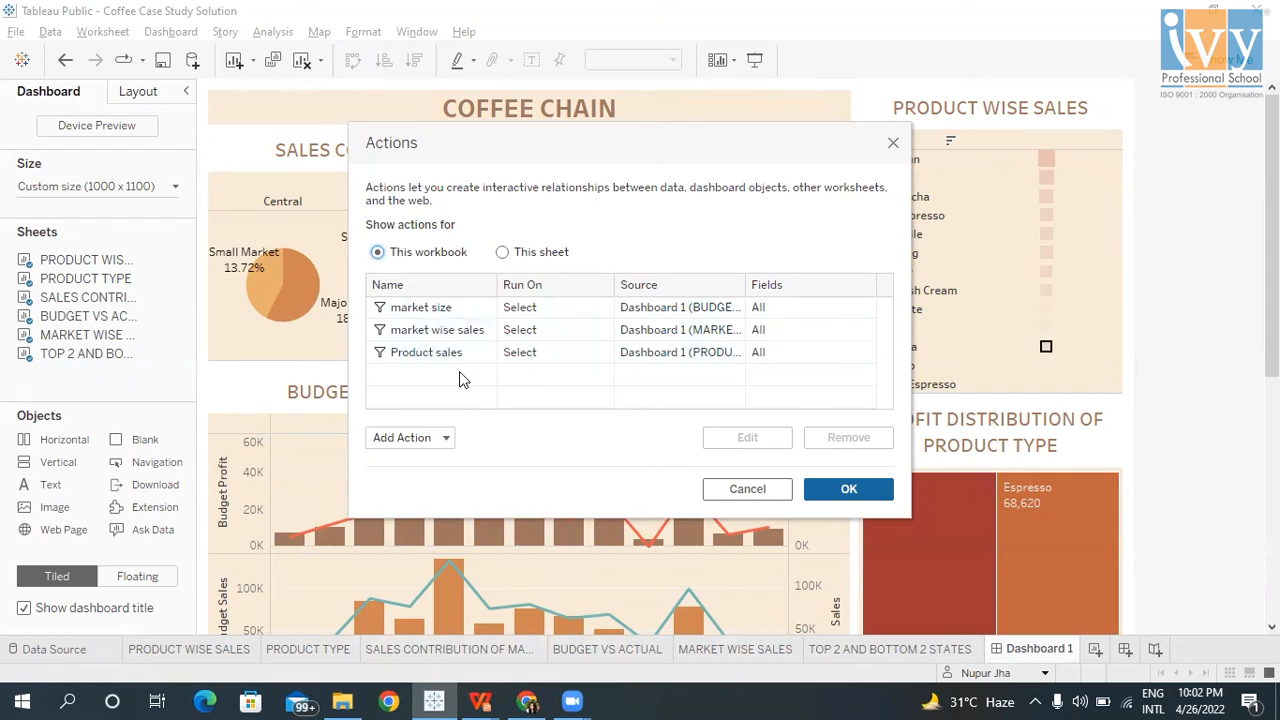 Tableau Public - Coffee Case Study Solution
File Data Worksheet Dashboard Story Analysis Map Format Window Help
ivy
Professional School
ISO 9001 : 2000 Organisation
Dashboard Layout
Device Preview
Size
Custom size (1000 x 1100)
Sheets
PRODUCT WIS...
PRODUCT TYPE
SALES CONTRI...
BUDGET VS AC...
MARKET WISE ...
TOP 2 AND BO...
Objects
Horizontal Blank
Vertical Navigation
Text Download
Image Extension
Web Page Ask Data
Tiled Floating
Show dashboard title
COFFEE CHAIN
PRODUCT WISE SALES
SALES CO
Central
Small Market
13.72%
S
Majo
18
BUDGE
60K
40K
20K
0K
Budget Profit
0K
100K
50K
udget Sales
100K
50K
Sales
Actions
Actions let you create interactive relationships between data, dashboard objects, other worksheets,
and the web.
Show actions for
This workbook This sheet
Name Run On Source Fields
market size Select Dashboard 1 (BUDGE... All
market wise sales Select Dashboard 1 (MARKE... All
Product sales Select Dashboard 1 (PRODU... All
Add Action Edit Remove
Cancel OK
an
cha
spresso
le
g
sh Cream
te
a
o
Espresso
OFIT DISTRIBUTION OF
PRODUCT TYPE
Espresso
68,620
Data Source PRODUCT WISE SALES PRODUCT TYPE SALES CONTRIBUTION OF MA... BUDGET VS ACTUAL MARKET WISE SALES TOP 2 AND BOTTOM 2 STATES Dashboard 1
Nupur Jha
99+
31°C Haze
ENG
INTL
10:02 PM
4/26/2022
1